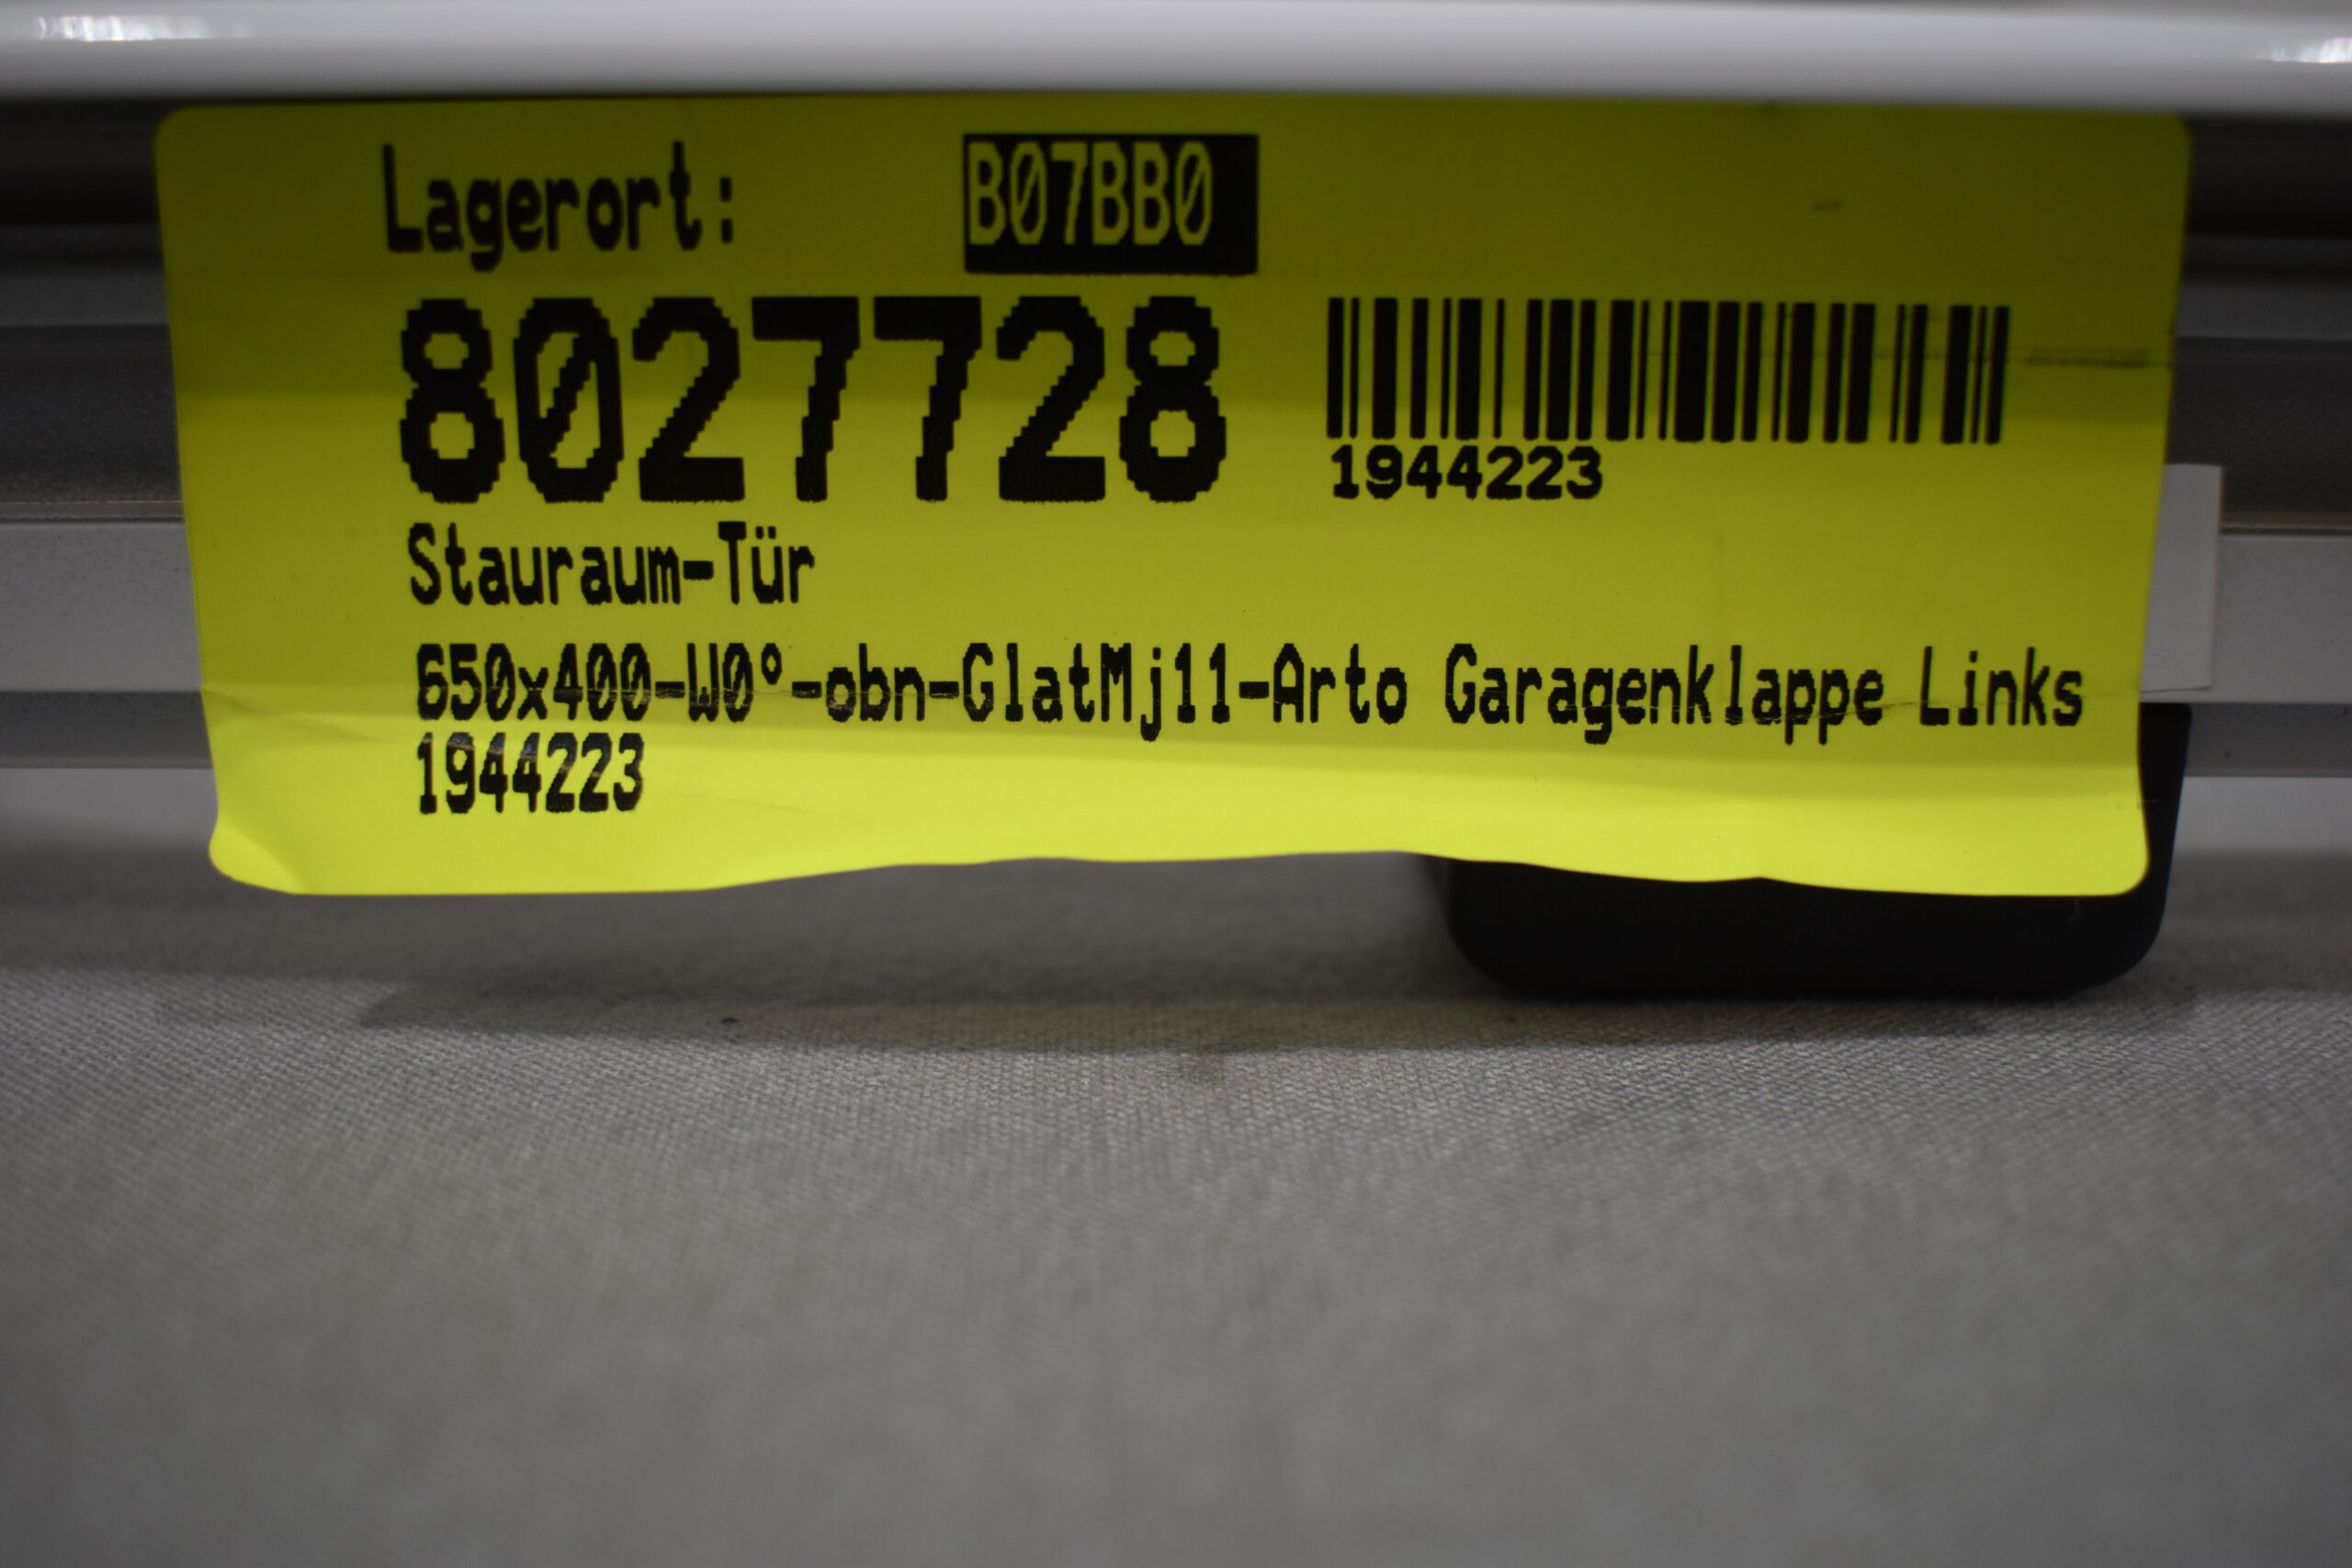 Lagerort: B07BB0
8027728
1944223
Stauraum-Tür
650x400-W0°-obn-GlatMj11-Arto Garagenklappe Links
1944223